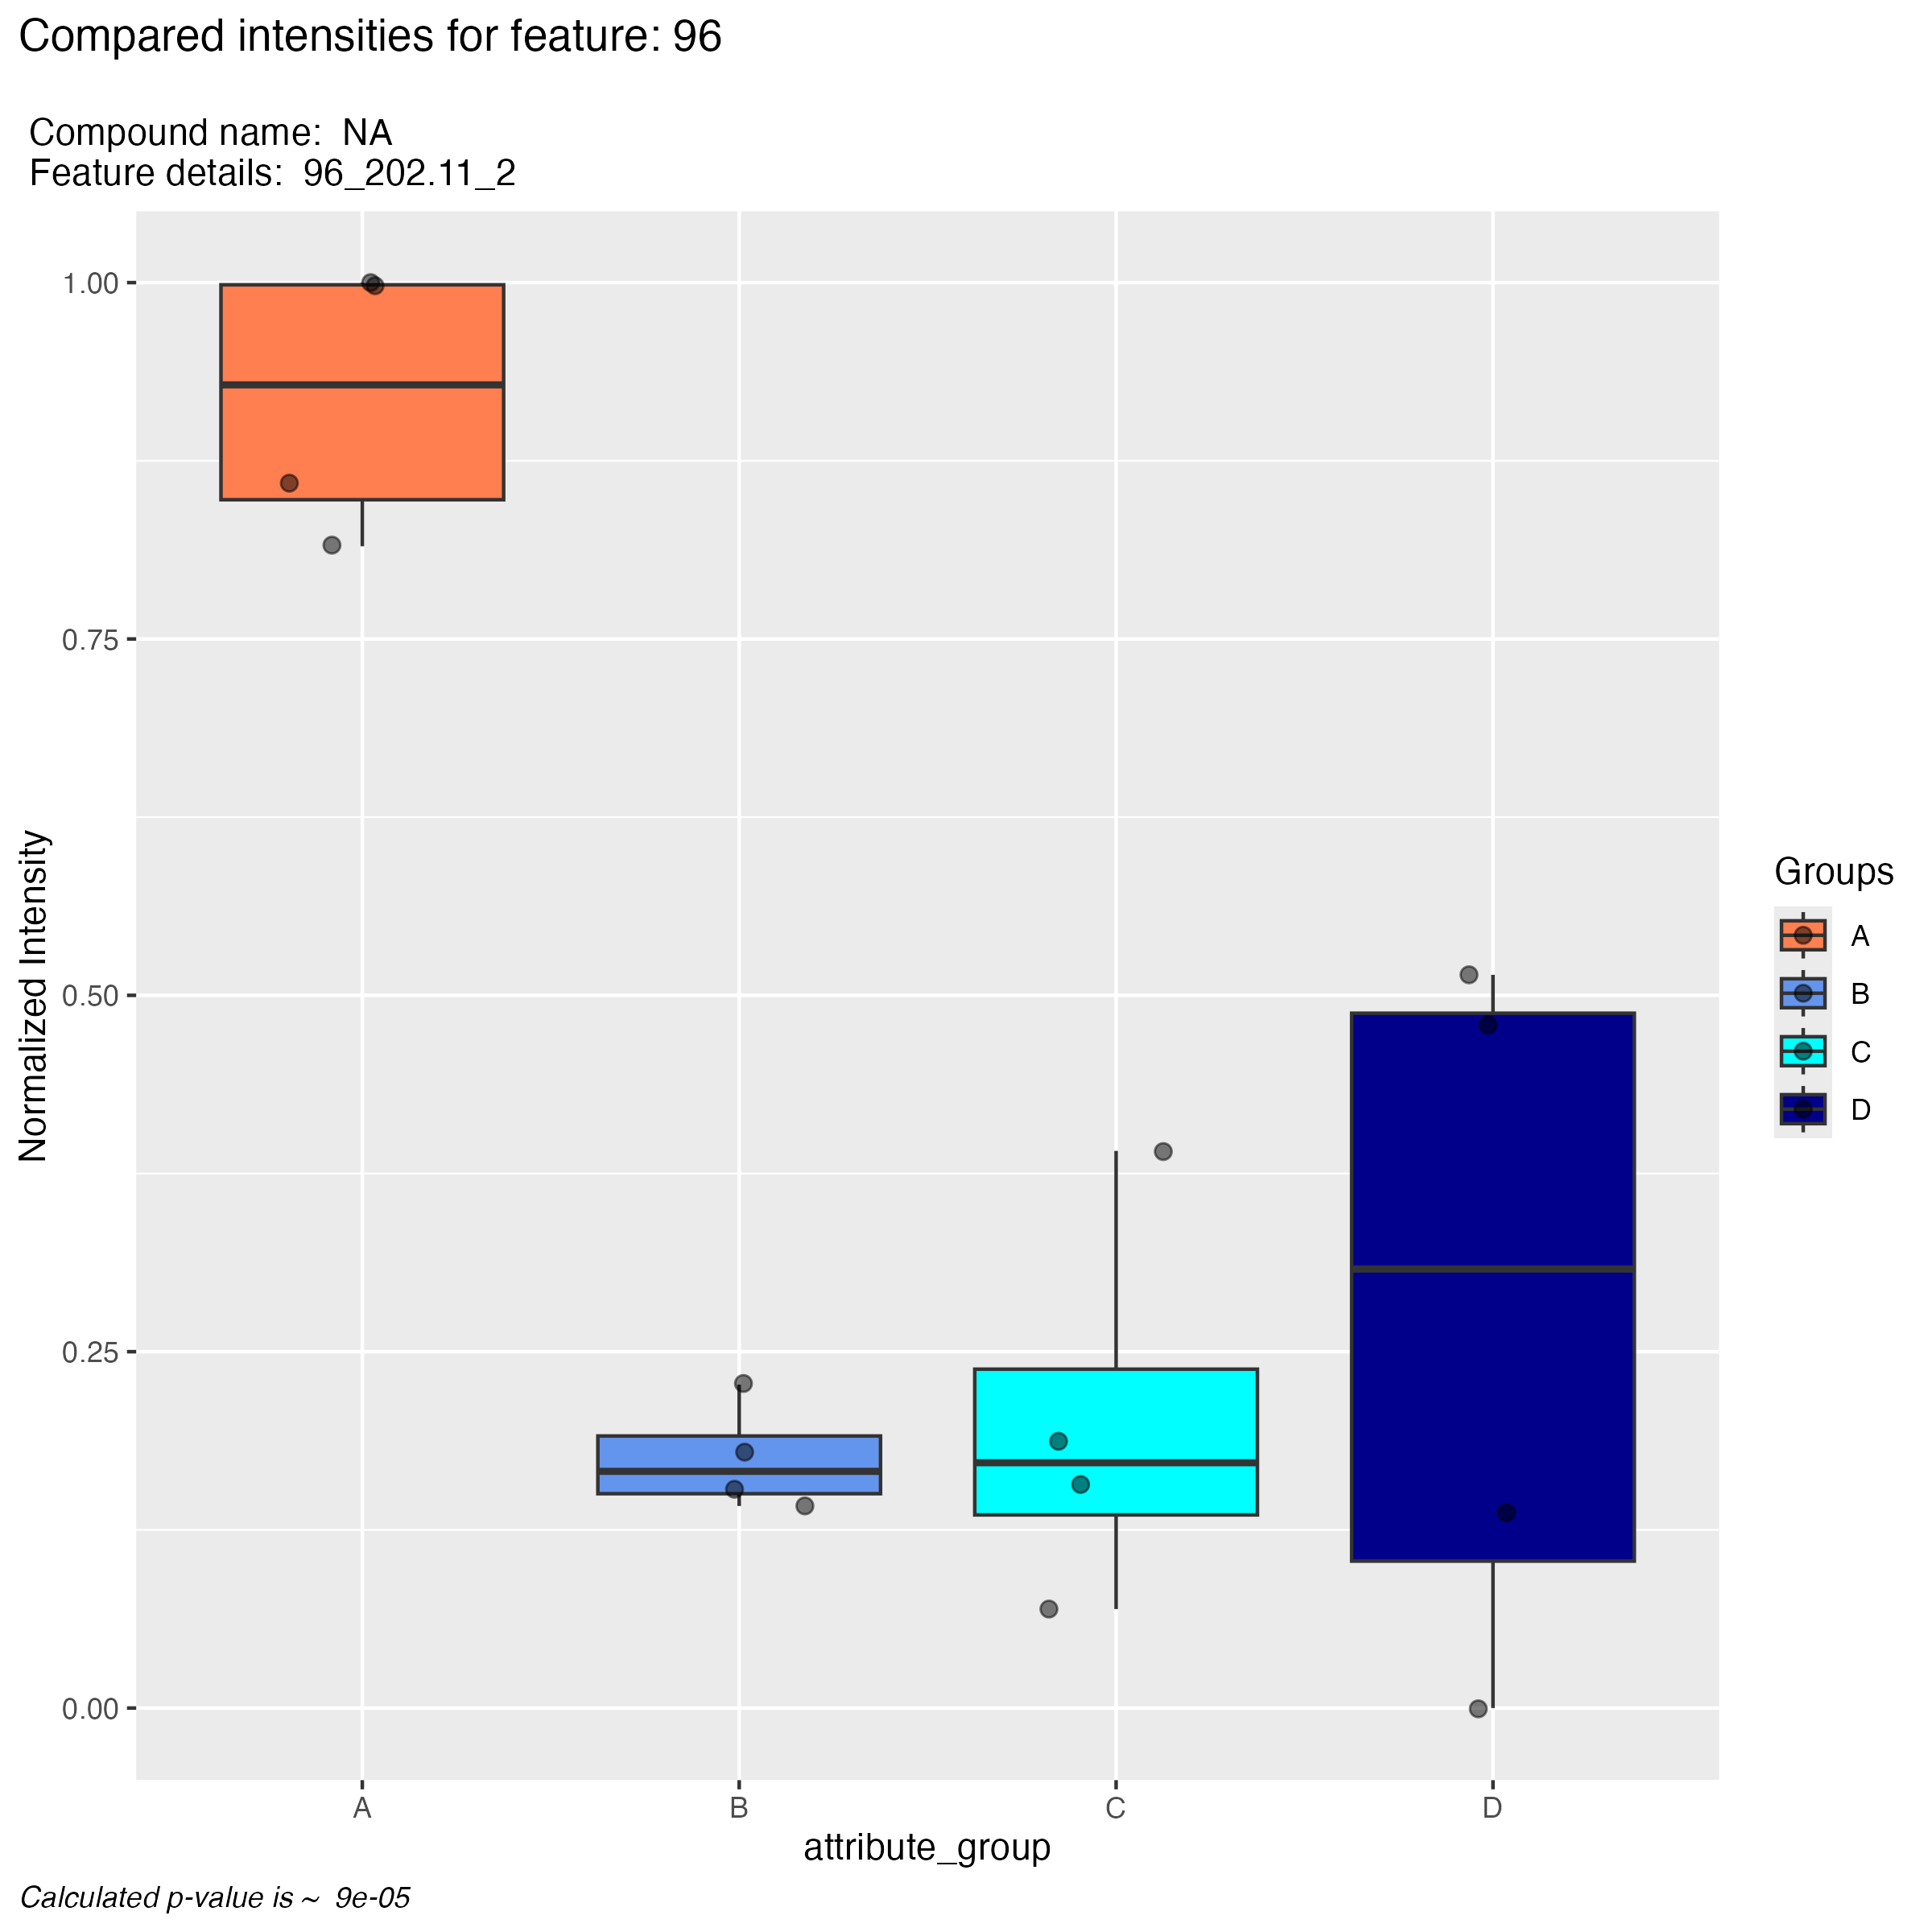 Compared intensities for feature: 96
Compound name:  NA
Feature details:  96_202.11_2
Normalized Intensity
1.00
0.75
0.50
0.25
0.00
A
B
C
D
attribute_group
Groups
A
B
C
D
Calculated p-value is ~  9e-05